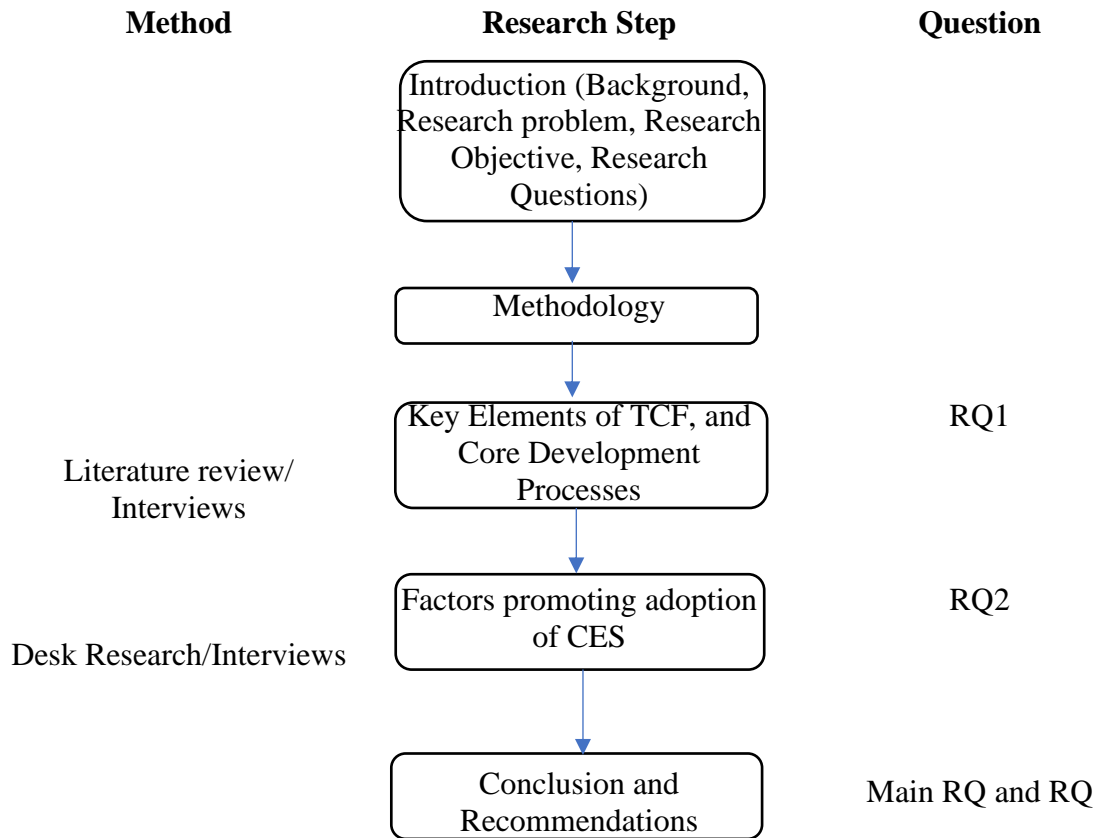 Method
Research Step
Question
Introduction (Background,
Research problem, Research
Objective, Research
Questions)
Methodology
Key Elements of TCF, and
Core Development
Processes
RQ1
Literature review/
Interviews
Factors promoting adoption
of CES
RQ2
Desk Research/Interviews
Conclusion and
Recommendations
Main RQ and RQ